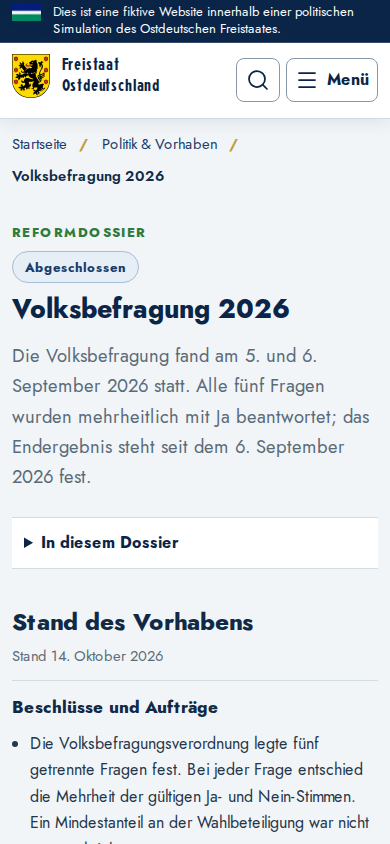 Dies ist eine fiktive Website innerhalb einer politischen
Simulation des Ostdeutschen Freistaates.
Freistaat
Ostdeutschland
Menü
Startseite / Politik & Vorhaben /
Volksbefragung 2026
REFORMDOSSIER
Abgeschlossen
Volksbefragung 2026
Die Volksbefragung fand am 5. und 6.
September 2026 statt. Alle fünf Fragen
wurden mehrheitlich mit Ja beantwortet; das
Endergebnis steht seit dem 6. September
2026 fest.
In diesem Dossier
Stand des Vorhabens
Stand 14. Oktober 2026
Beschlüsse und Aufträge
Die Volksbefragungsverordnung legte fünf
getrennte Fragen fest. Bei jeder Frage entschied
die Mehrheit der gültigen Ja- und Nein-Stimmen.
Ein Mindestanteil an der Wahlbeteiligung war nicht